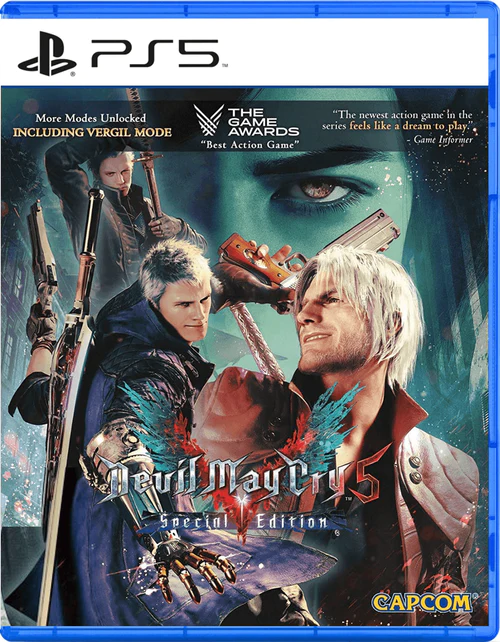 PS5
More Modes Unlocked
INCLUDING VERGIL MODE
THE
GAME
AWARDS
"Best Action Game"
"The newest action game in the
series feels like a dream to play."
- Game Informer
Devil May Cry 5
Special Edition
CAPCOM